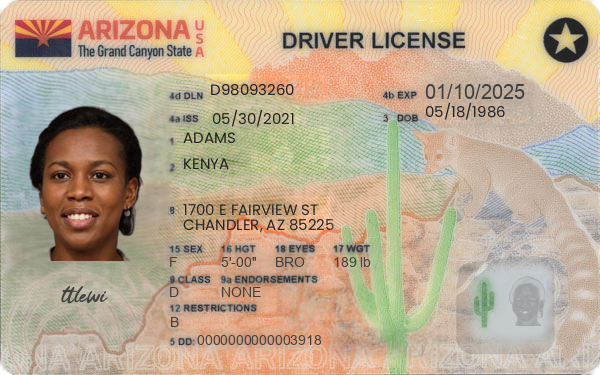 ARIZONA USA
The Grand Canyon State
DRIVER LICENSE
4d DLN D98093260
4b EXP 01/10/2025
4a ISS 05/30/2021
3 DOB 05/18/1986
1 ADAMS
2 KENYA
8 1700 E FAIRVIEW ST
CHANDLER, AZ 85225
15 SEX 16 HGT 18 EYES 17 WGT
F 5'-00" BRO 189 lb
9 CLASS 9a ENDORSEMENTS
D NONE
12 RESTRICTIONS
B
5 DD: 0000000000003918
ttlewi
ARIZONA ARIZONA ARIZONA ARIZONA